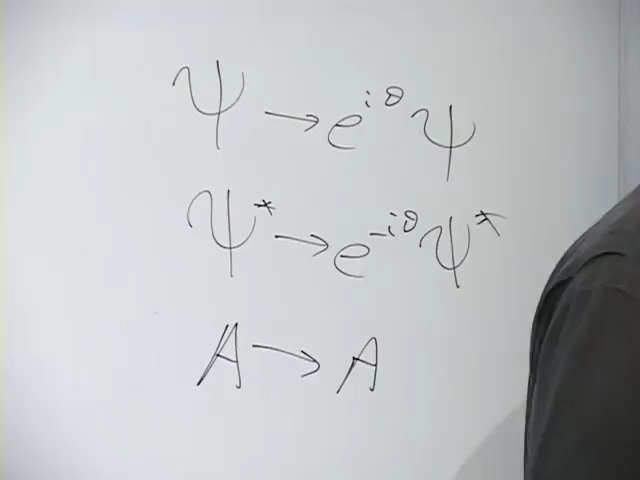 ψ → e^{iθ} ψ
ψ* → e^{-iθ} ψ*
A → A